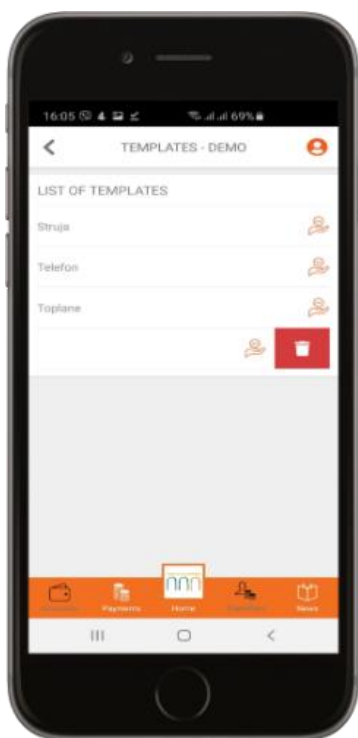 16:05 69%
TEMPLATES - DEMO
LIST OF TEMPLATES
Struja
Telefon
Toplane
Payments Home News